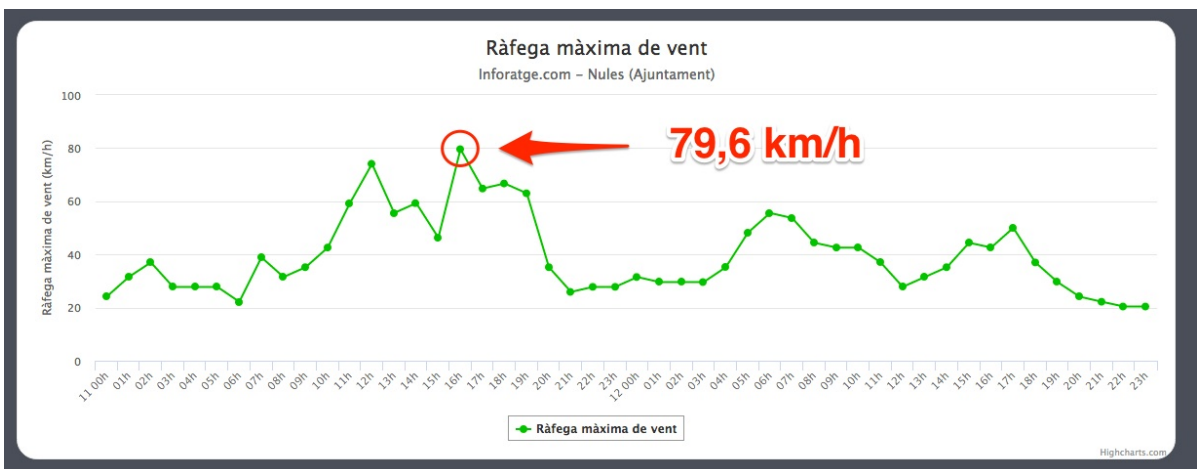 Ràfega màxima de vent
Inforatge.com – Nules (Ajuntament)
Ràfega màxima de vent (km/h)
100
80
60
40
20
0
79,6 km/h
11 00h 01h 02h 03h 04h 05h 06h 07h 08h 09h 10h 11h 12h 13h 14h 15h 16h 17h 18h 19h 20h 21h 22h 23h 12 00h 01h 02h 03h 04h 05h 06h 07h 08h 09h 10h 11h 12h 13h 14h 15h 16h 17h 18h 19h 20h 21h 22h 23h
Ràfega màxima de vent
Highcharts.com